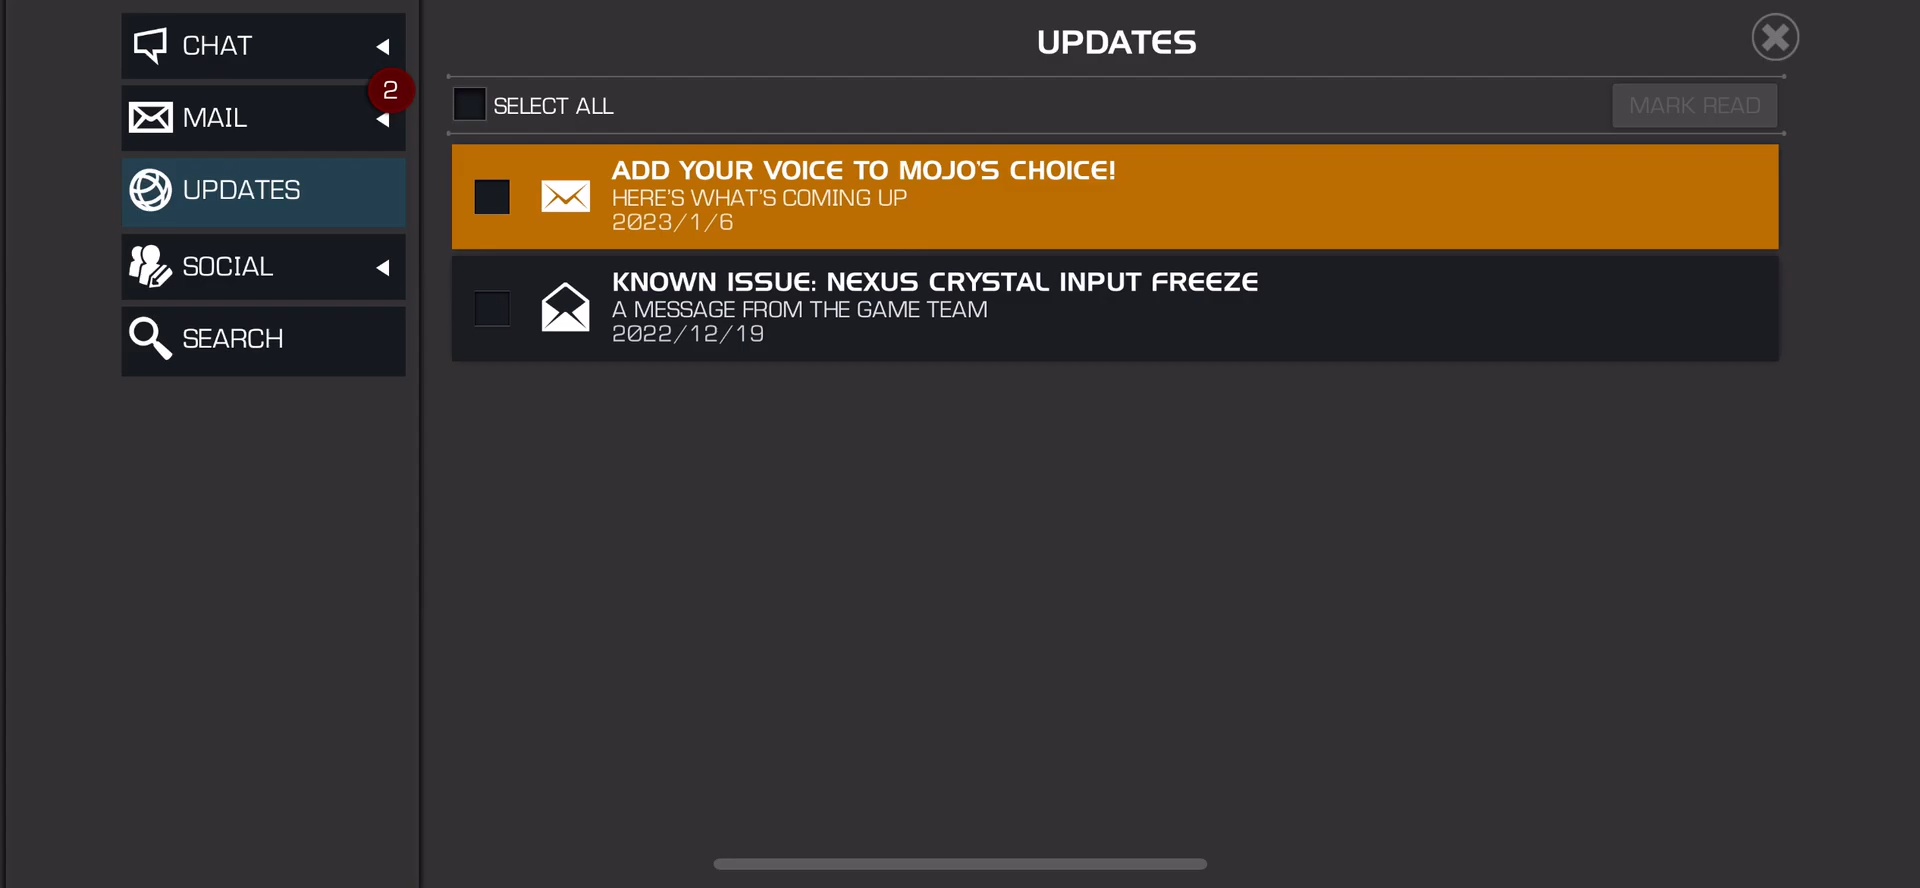 CHAT
2
MAIL
UPDATES
SOCIAL
SEARCH
UPDATES
SELECT ALL
MARK READ
ADD YOUR VOICE TO MOJO'S CHOICE!
HERE'S WHAT'S COMING UP
2023/1/6
KNOWN ISSUE: NEXUS CRYSTAL INPUT FREEZE
A MESSAGE FROM THE GAME TEAM
2022/12/19